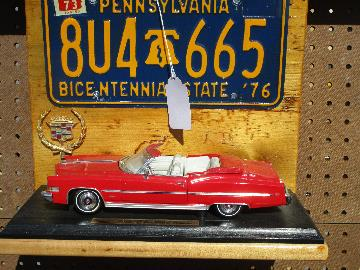 73
PENNSYLVANIA
8U4 665
BICENTENNIAL STATE '76